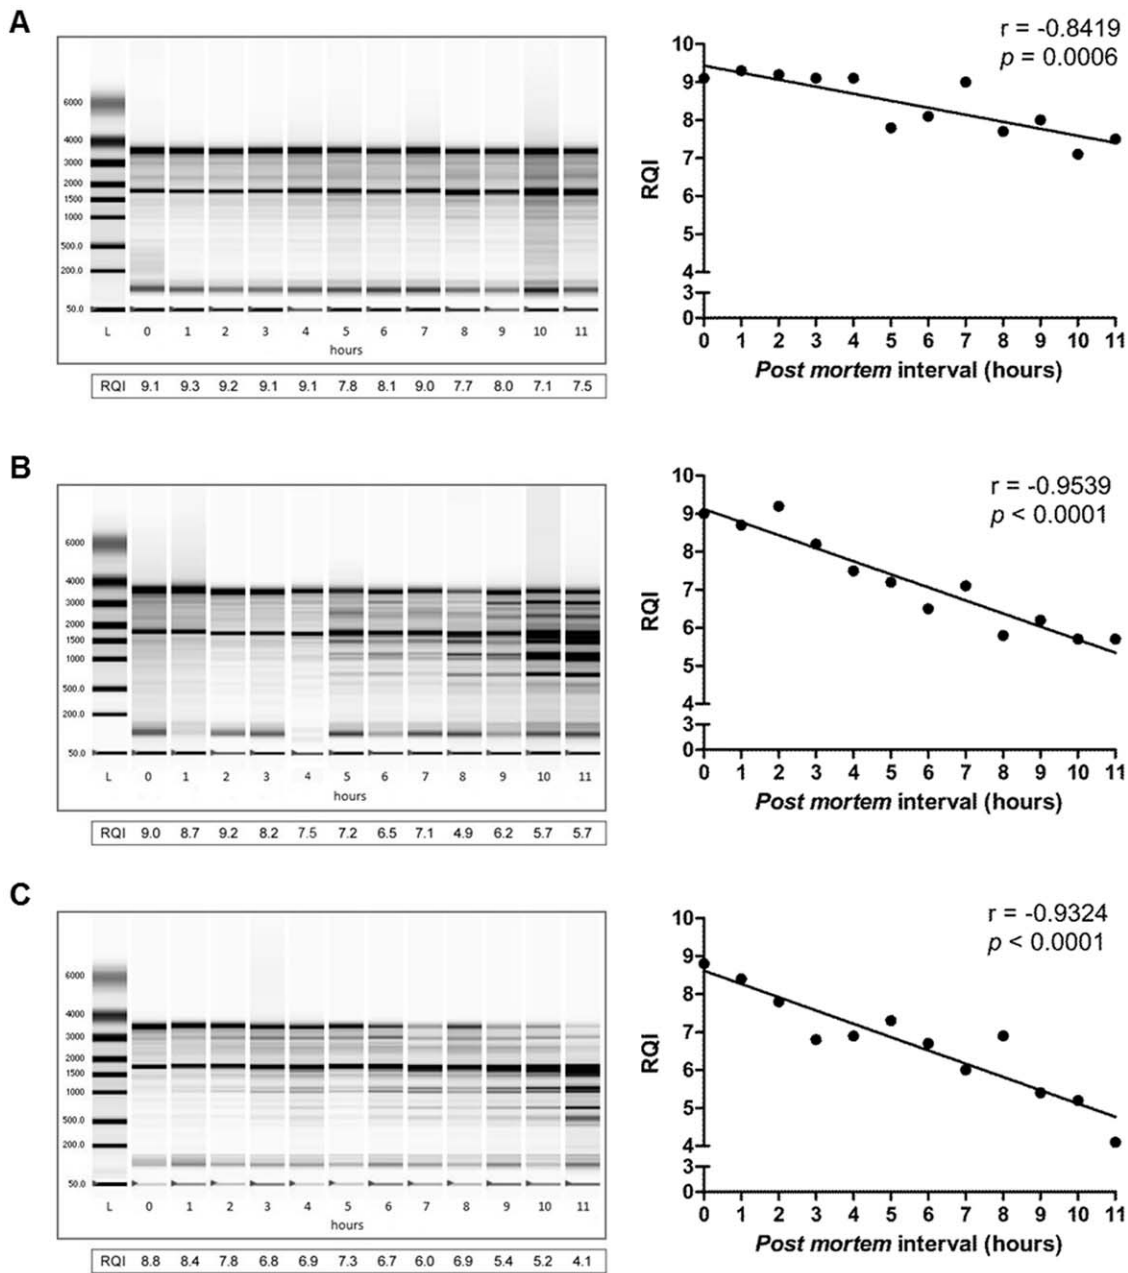 A
6000
4000
3000
2000
1500
1000
500.0
200.0
50.0
L 0 1 2 3 4 5 6 7 8 9 10 11
hours
RQI 9.1 9.3 9.2 9.1 9.1 7.8 8.1 9.0 7.7 8.0 7.1 7.5
r = -0.8419
p = 0.0006
RQI
10
9
8
7
6
5
4
3
0
0 1 2 3 4 5 6 7 8 9 10 11
Post mortem interval (hours)
B
6000
4000
3000
2000
1500
1000
500.0
200.0
50.0
L 0 1 2 3 4 5 6 7 8 9 10 11
hours
RQI 9.0 8.7 9.2 8.2 7.5 7.2 6.5 7.1 4.9 6.2 5.7 5.7
r = -0.9539
p < 0.0001
RQI
10
9
8
7
6
5
4
3
0
0 1 2 3 4 5 6 7 8 9 10 11
Post mortem interval (hours)
C
6000
4000
3000
2000
1500
1000
500.0
200.0
50.0
L 0 1 2 3 4 5 6 7 8 9 10 11
hours
RQI 8.8 8.4 7.8 6.8 6.9 7.3 6.7 6.0 6.9 5.4 5.2 4.1
r = -0.9324
p < 0.0001
RQI
10
9
8
7
6
5
4
3
0
0 1 2 3 4 5 6 7 8 9 10 11
Post mortem interval (hours)